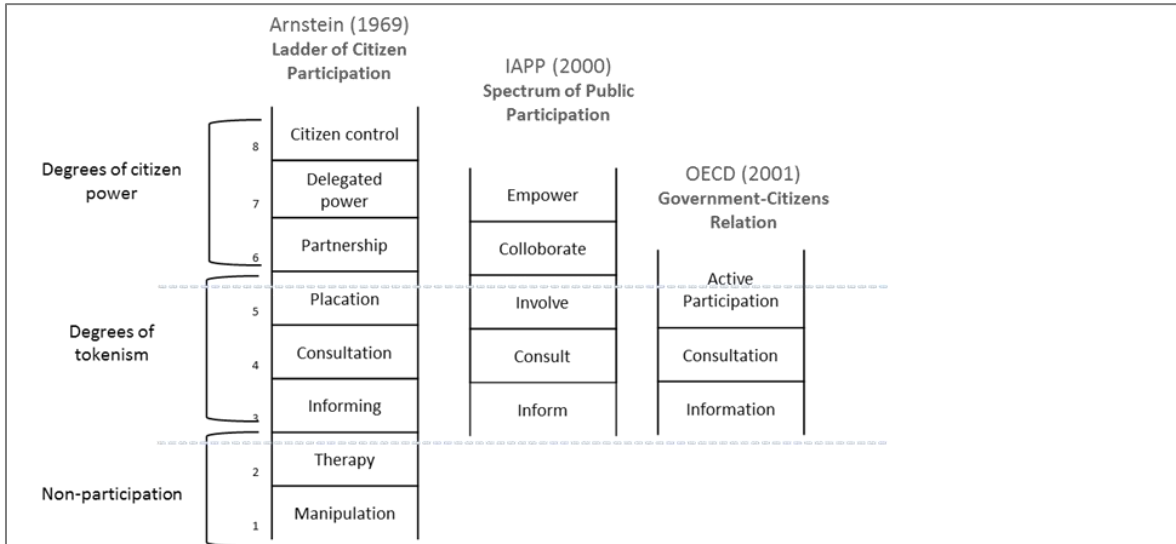 Arnstein (1969)
Ladder of Citizen
Participation
IAPP (2000)
Spectrum of Public
Participation
OECD (2001)
Government-Citizens
Relation
Degrees of citizen
power
Degrees of
tokenism
Non-participation
8
Citizen control
7
Delegated
power
6
Partnership
5
Placation
4
Consultation
3
Informing
2
Therapy
1
Manipulation
Empower
Colloborate
Involve
Consult
Inform
Active
Participation
Consultation
Information